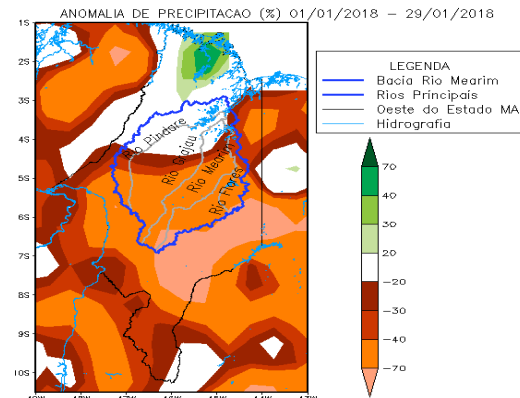 ANOMALIA DE PRECIPITACAO (%) 01/01/2018 – 29/01/2018
1S
2S
3S
4S
5S
6S
7S
8S
9S
10S
Rio Pindare
Rio Grajau
Rio Mearim
Rio Flores
LEGENDA
Bacia Rio Mearim
Rios Principais
Oeste do Estado MA
Hidrografia
70
40
20
−20
−30
−40
−70